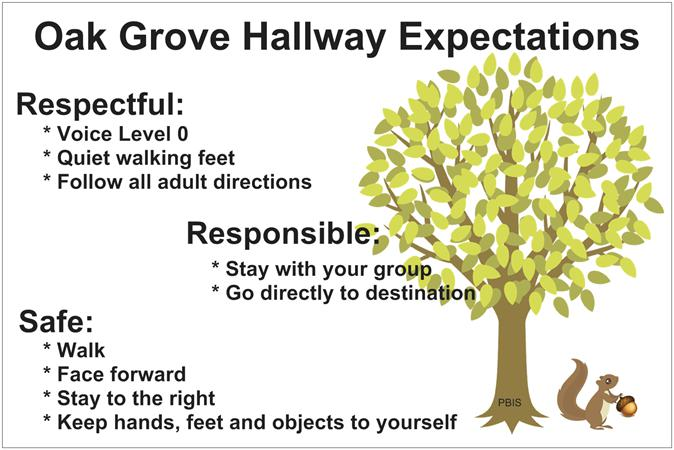 Oak Grove Hallway Expectations
Respectful:
* Voice Level 0
* Quiet walking feet
* Follow all adult directions
Responsible:
* Stay with your group
* Go directly to destination
Safe:
* Walk
* Face forward
* Stay to the right
* Keep hands, feet and objects to yourself
PBIS